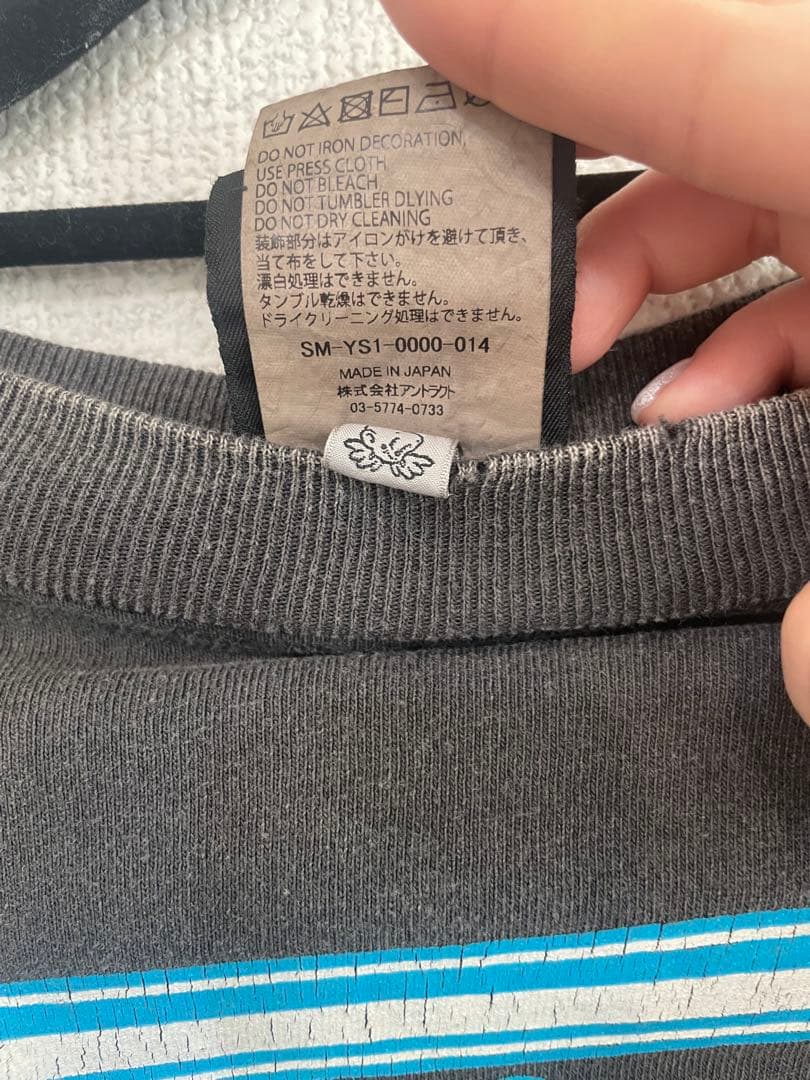 DO NOT IRON DECORATION,
USE PRESS CLOTH
DO NOT BLEACH
DO NOT TUMBLER DLYING
DO NOT DRY CLEANING
装飾部分はアイロンがけを避けて頂き、
当て布をして下さい。
漂白処理はできません。
タンブル乾燥はできません。
ドライクリーニング処理はできません。
SM-YS1-0000-014
MADE IN JAPAN
株式会社アントラクト
03-5774-0733